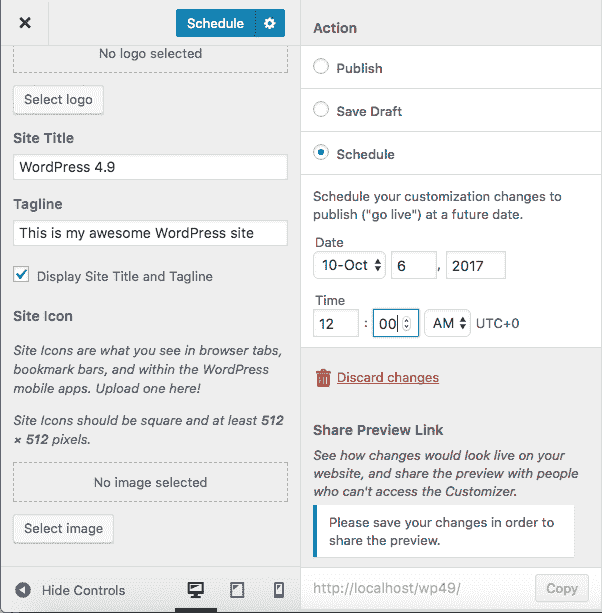 Schedule
No logo selected
Select logo
Site Title
WordPress 4.9
Tagline
This is my awesome WordPress site
Display Site Title and Tagline
Site Icon
Site Icons are what you see in browser tabs,
bookmark bars, and within the WordPress
mobile apps. Upload one here!
Site Icons should be square and at least 512
× 512 pixels.
No image selected
Select image
Hide Controls
Action
Publish
Save Draft
Schedule
Schedule your customization changes to
publish ("go live") at a future date.
Date
10-Oct 6 , 2017
Time
12 : 00 AM UTC+0
Discard changes
Share Preview Link
See how changes would look live on your
website, and share the preview with people
who can't access the Customizer.
Please save your changes in order to
share the preview.
http://localhost/wp49/ Copy